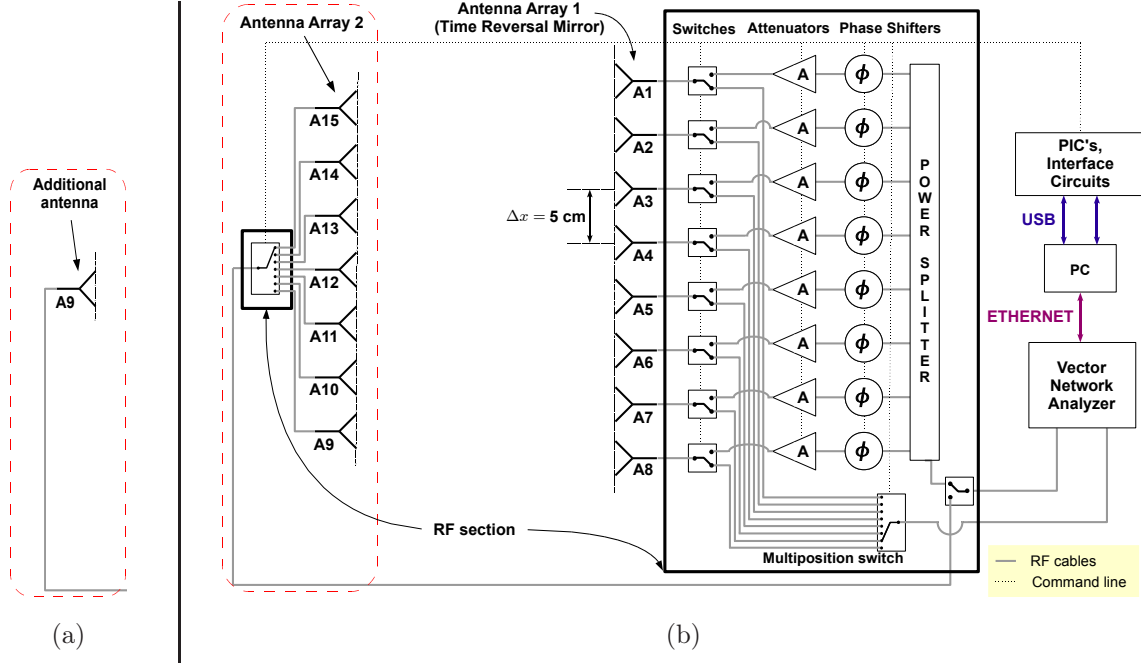 Additional
antenna
A9
(a)
Antenna Array 2
A15
A14
A13
A12
A11
A10
A9
Antenna Array 1
(Time Reversal Mirror)
A1
A2
A3
A4
A5
A6
A7
A8
Δx = 5 cm
RF section
Switches
Attenuators
Phase Shifters
A ϕ
A ϕ
A ϕ
A ϕ
A ϕ
A ϕ
A ϕ
A ϕ
POWER SPLITTER
Multiposition switch
PIC's,
Interface
Circuits
USB
PC
ETHERNET
Vector
Network
Analyzer
RF cables
Command line
(b)